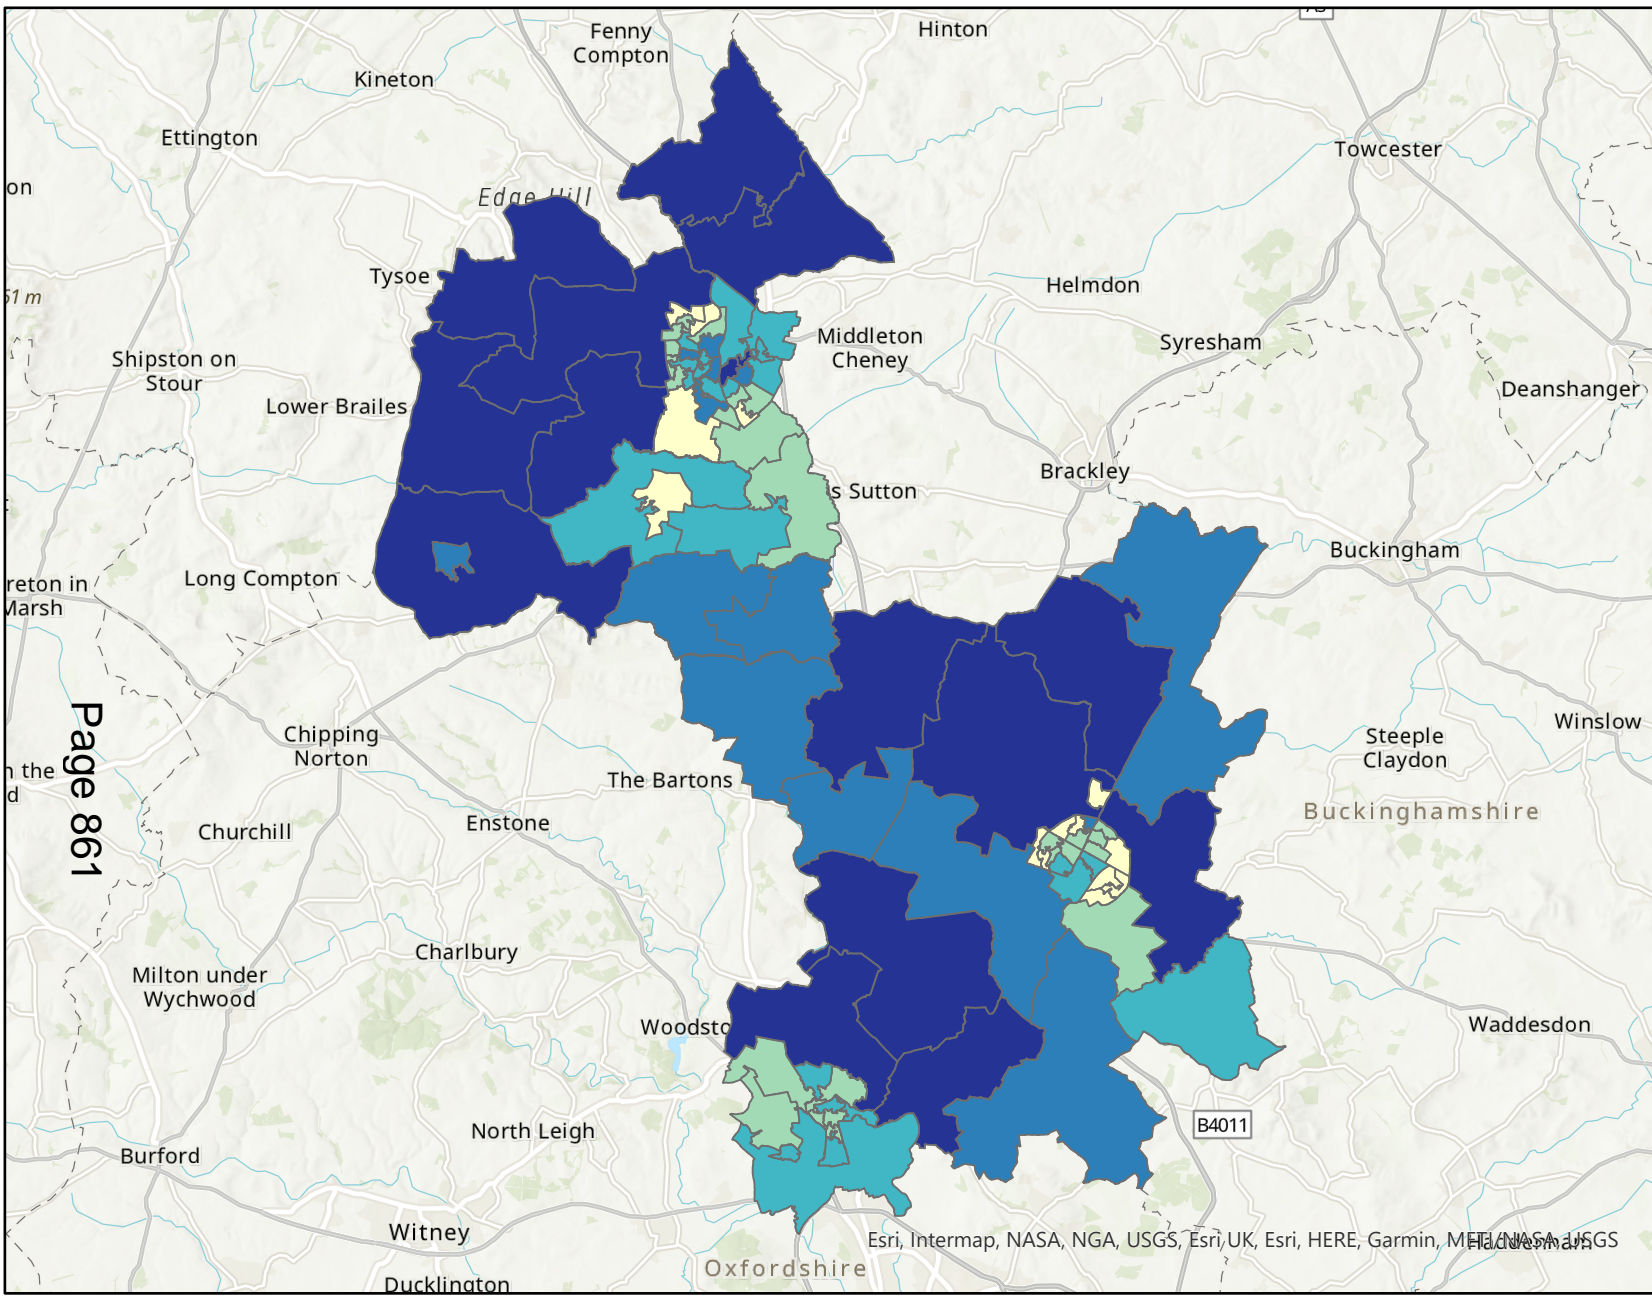 Fenny
Compton
Hinton
Kineton
Ettington
Towcester
on
Edge Hill
Tysoe
51 m
Helmdon
Middleton
Cheney
Syresham
Shipston on
Stour
Deanshanger
Lower Brailes
Brackley
s Sutton
Buckingham
reton in
Marsh
Long Compton
Page 861
Chipping
Norton
Winslow
Steeple
Claydon
n the
d
The Bartons
Buckinghamshire
Churchill
Enstone
Charlbury
Milton under
Wychwood
Woodsto
Waddesdon
North Leigh
B4011
Burford
Witney
Esri, Intermap, NASA, NGA, USGS, Esri UK, Esri, HERE, Garmin, METI/NASA, USGS
Haddenham
Oxfordshire
Ducklington